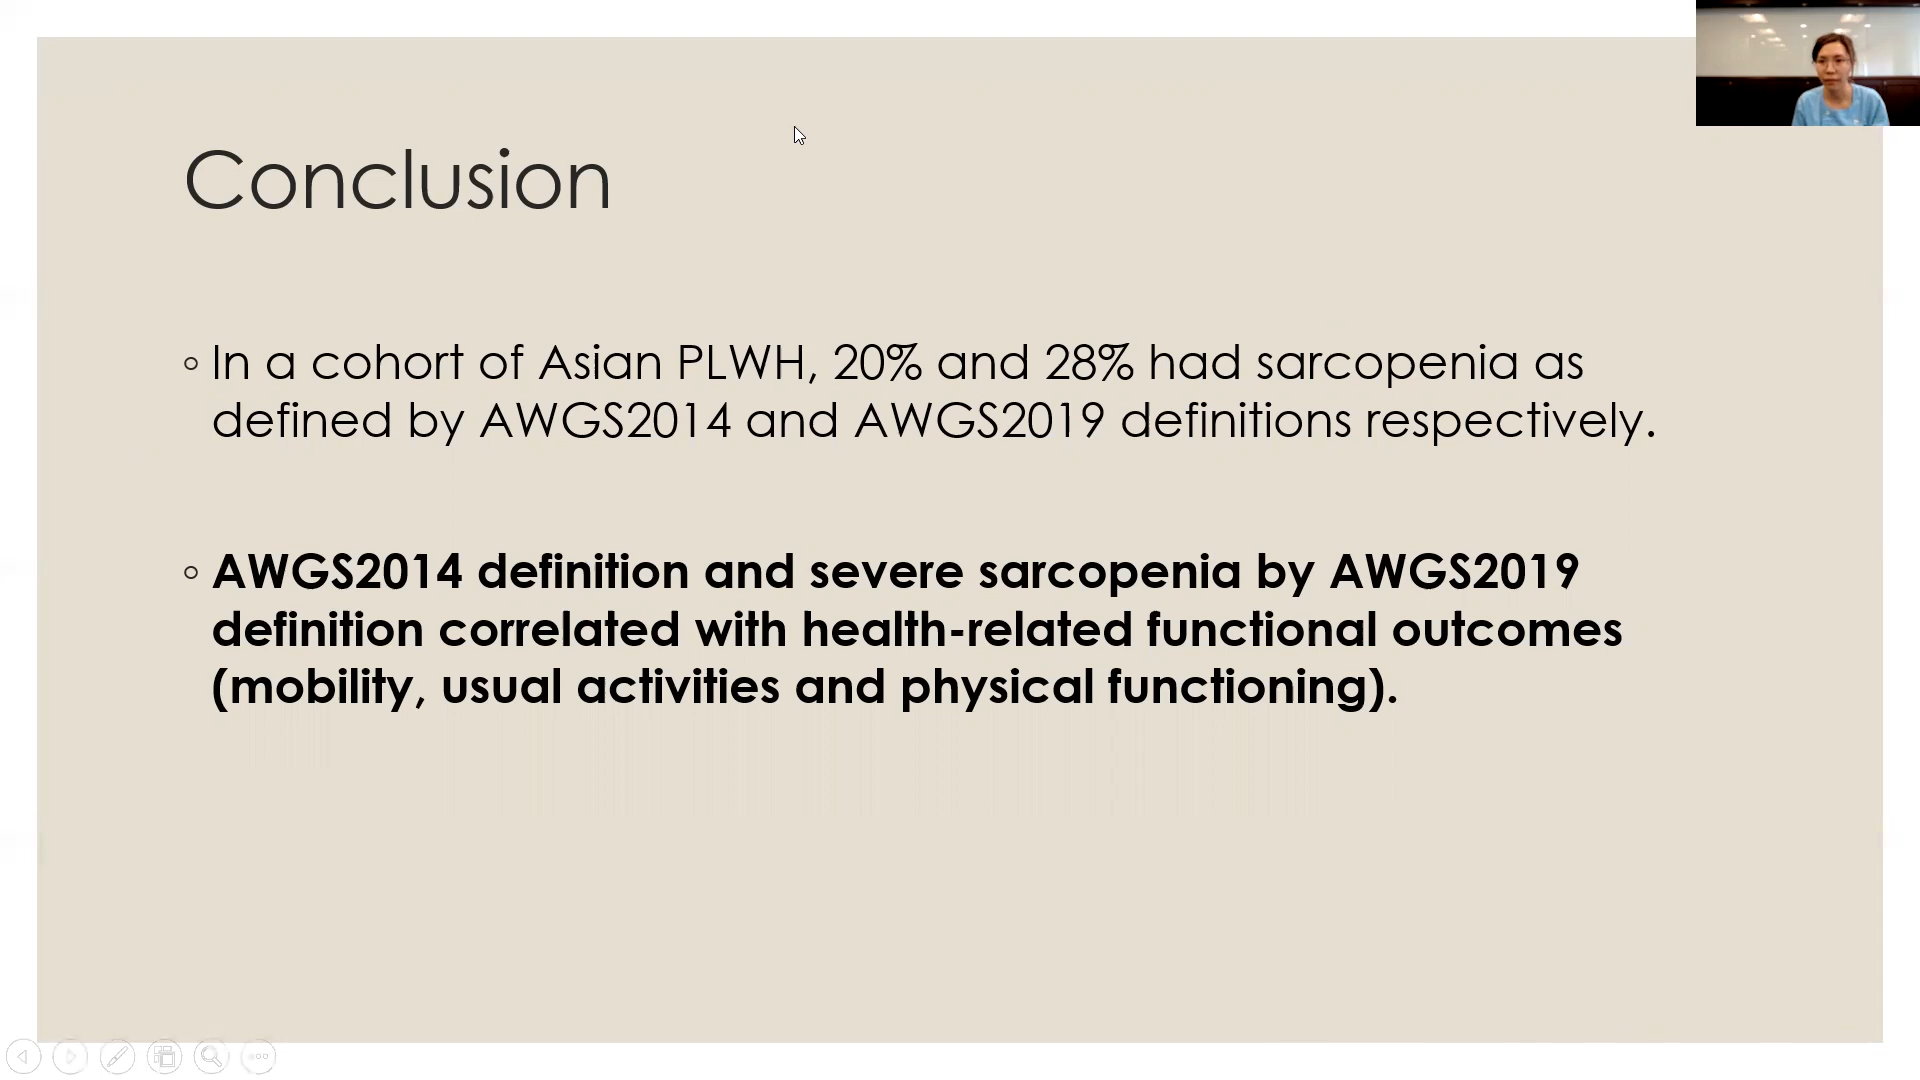 Conclusion
◦ In a cohort of Asian PLWH, 20% and 28% had sarcopenia as
defined by AWGS2014 and AWGS2019 definitions respectively.
◦ AWGS2014 definition and severe sarcopenia by AWGS2019
definition correlated with health-related functional outcomes
(mobility, usual activities and physical functioning).